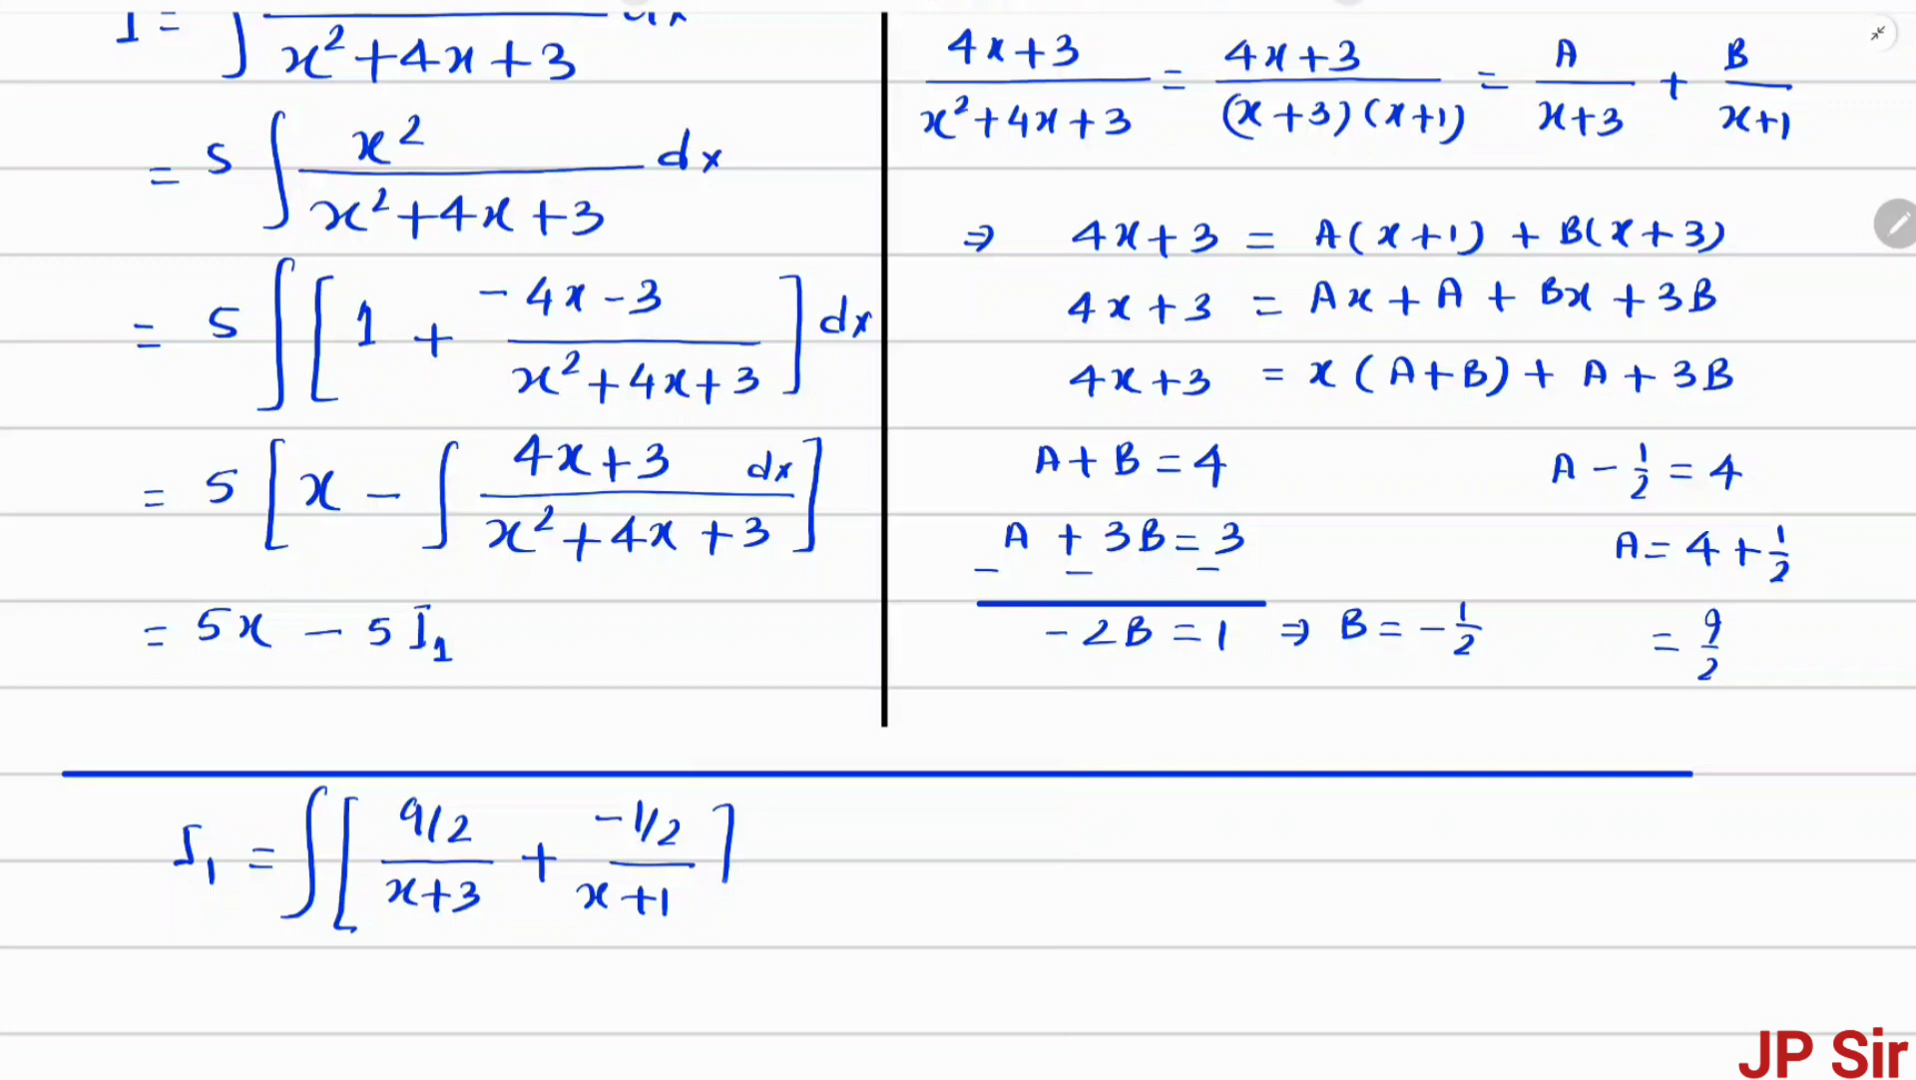 I = ∫ / x²+4x+3 dx
= 5 ∫ x² / x²+4x+3 dx
= 5 ∫ [ 1 + -4x-3 / x²+4x+3 ] dx
= 5 [ x - ∫ 4x+3 dx / x²+4x+3 ]
= 5x - 5 I₁
4x+3 / x²+4x+3 = 4x+3 / (x+3)(x+1) = A / x+3 + B / x+1
⇒ 4x+3 = A(x+1) + B(x+3)
4x+3 = Ax + A + Bx + 3B
4x+3 = x(A+B) + A + 3B
A + B = 4
A + 3B = 3
- - -
-2B = 1 ⇒ B = -1/2
A - 1/2 = 4
A = 4 + 1/2
= 9/2
I₁ = ∫ [ 9/2 / x+3 + -1/2 / x+1 ]
JP Sir